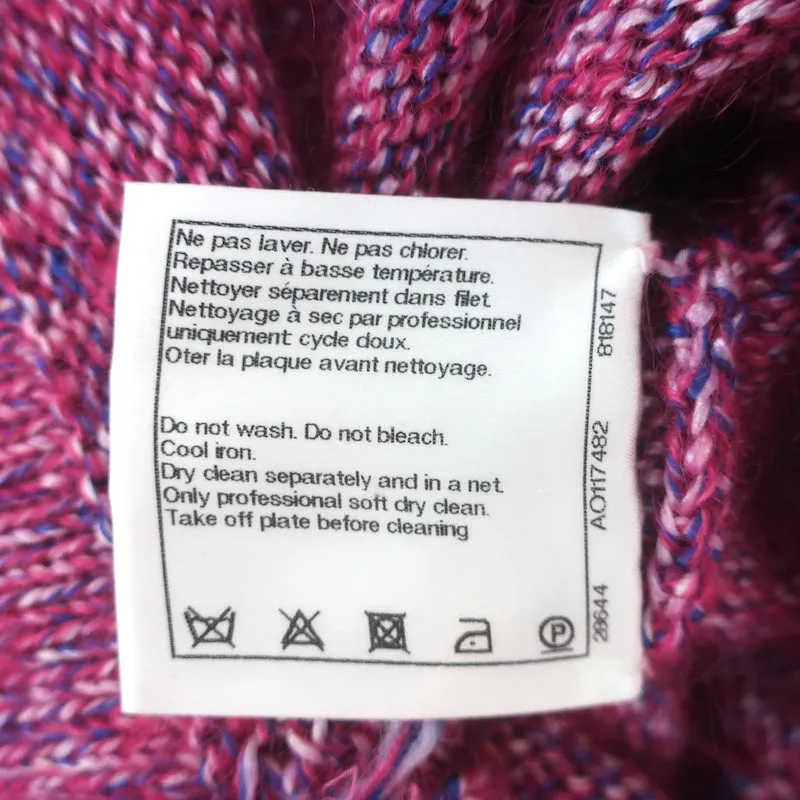 Ne pas laver. Ne pas chlorer.
Repasser à basse température.
Nettoyer séparement dans filet.
Nettoyage à sec par professionnel
uniquement: cycle doux.
Oter la plaque avant nettoyage.
Do not wash. Do not bleach.
Cool iron.
Dry clean separately and in a net.
Only professional soft dry clean.
Take off plate before cleaning
P
28644 AO117482 818147